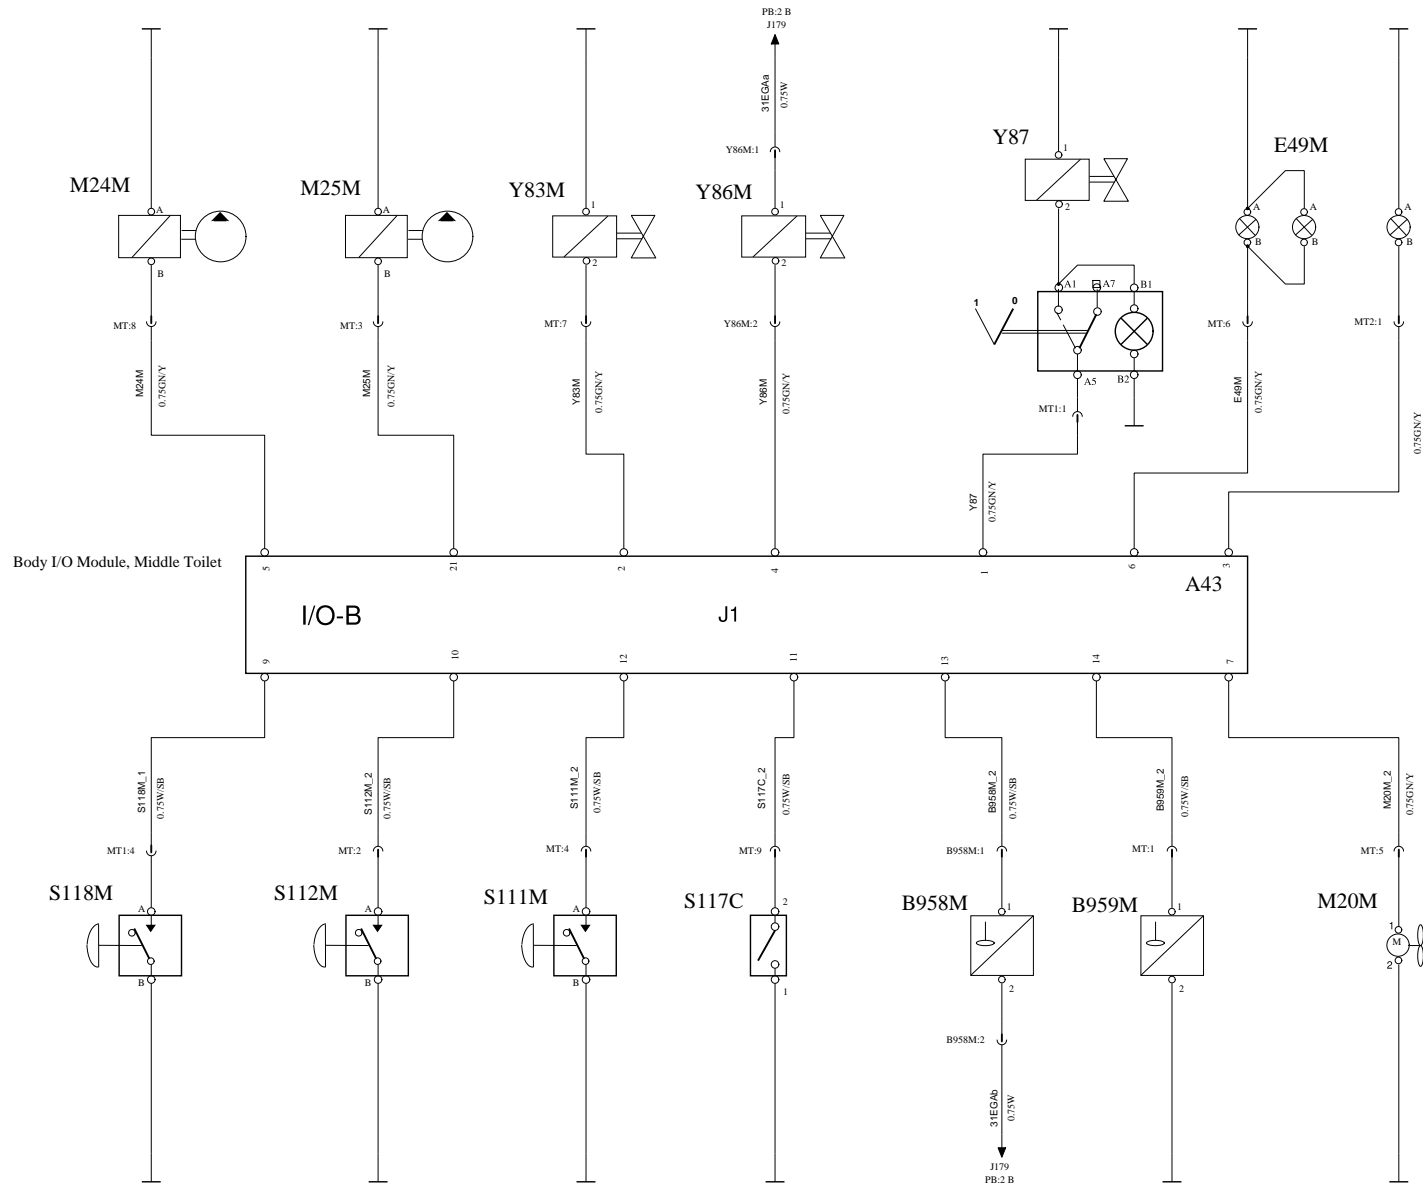 PB:2 B
J179
31EGAa
0.75W
Y86M:1
M24M
M25M
Y83M
Y86M
Y87
E49M
A
A
1
1
1
A
A
A
B
B
2
2
2
B
B
B
A1
A7
B1
1
0
MT:8
MT:3
MT:7
Y86M:2
MT:6
MT2:1
A5
B2
MT1:1
M24M
0.75GN/Y
M25M
0.75GN/Y
Y83M
0.75GN/Y
Y86M
0.75GN/Y
E49M
0.75GN/Y
0.75GN/Y
Y87
0.75GN/Y
Body I/O Module, Middle Toilet
5
21
2
4
1
6
3
A43
I/O-B
J1
9
10
12
11
13
14
7
S118M_1
0.75W/SB
S112M_2
0.75W/SB
S111M_2
0.75W/SB
S117C_2
0.75W/SB
B958M_2
0.75W/SB
B959M_2
0.75W/SB
M20M_2
0.75GN/Y
MT1:4
MT:2
MT:4
MT:9
B958M:1
MT:1
MT:5
S118M
S112M
S111M
S117C
B958M
B959M
M20M
A
A
A
2
1
1
1
M
2
B
B
B
1
2
2
B958M:2
31EGAb
0.75W
J179
PB:2 B